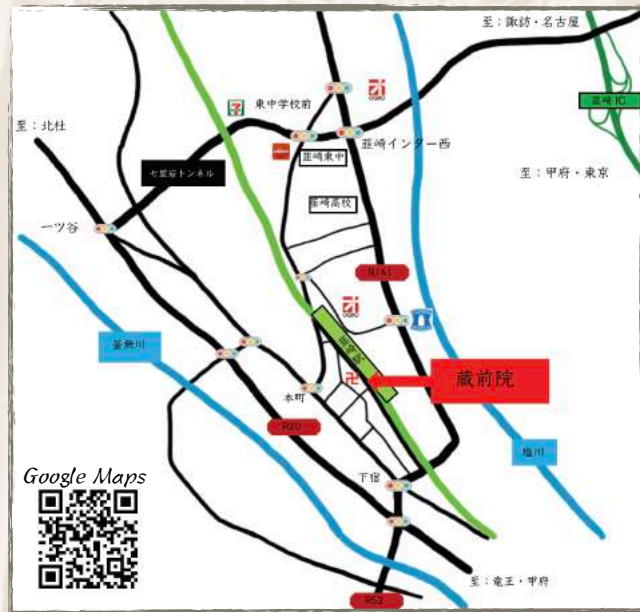 至：諏訪・名古屋
韮崎IC
7
東中学校前
OGINO
至：北杜
韮崎インター西
韮崎東中
七里岩トンネル
至：甲府・東京
韮崎高校
一ツ谷
R141
OGINO
釜無川
韮崎駅
蔵前院
本町
R20
塩川
下宿
Google Maps
至：竜王・甲府
R52